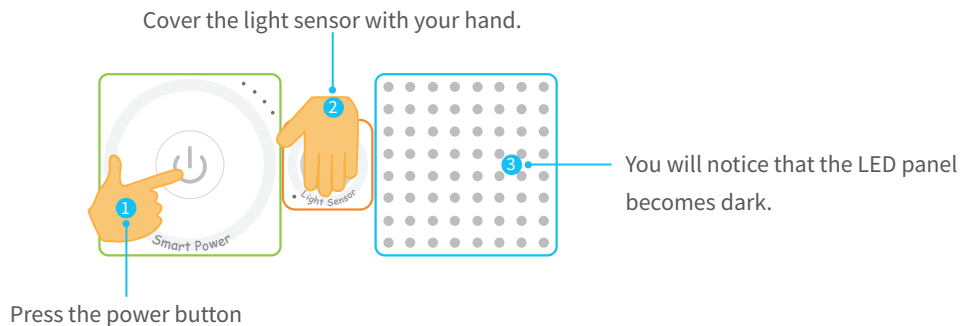 Cover the light sensor with your hand.
2
3
You will notice that the LED panel
becomes dark.
1
Light Sensor
Smart Power
Press the power button